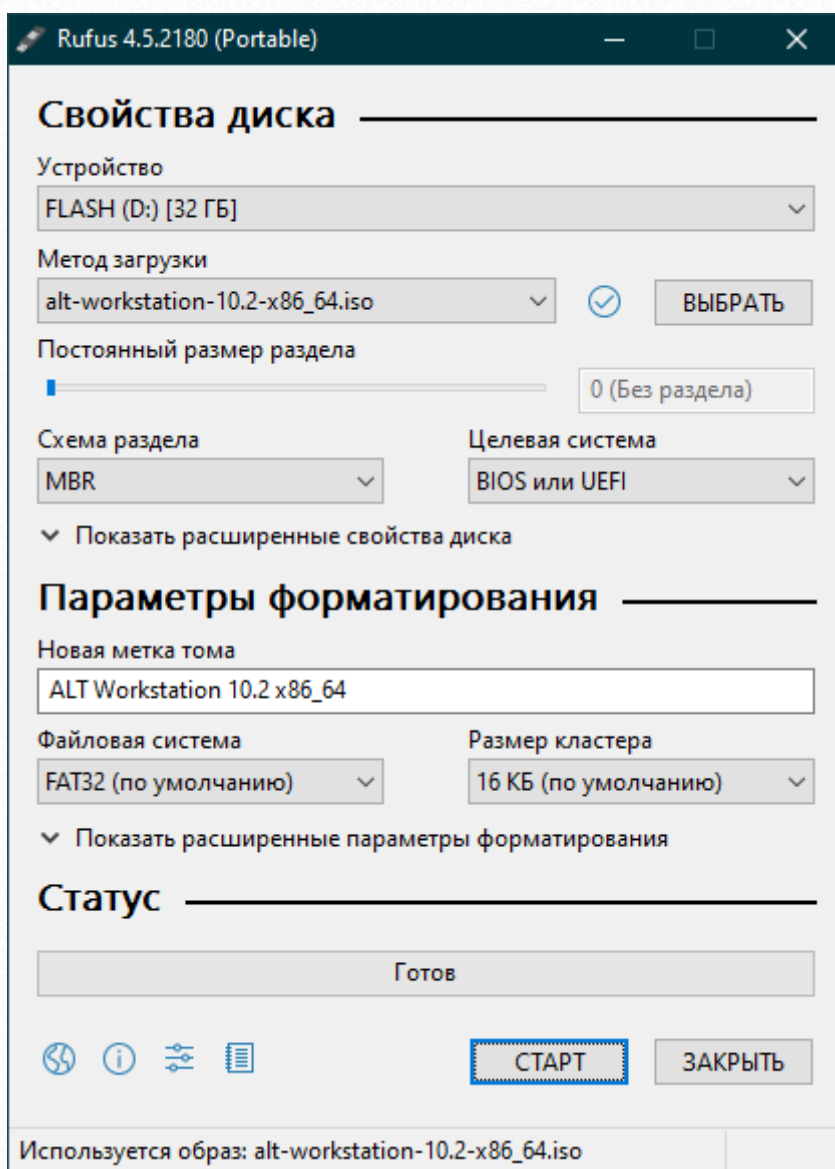 Rufus 4.5.2180 (Portable)
Свойства диска
Устройство
FLASH (D:) [32 ГБ]
Метод загрузки
alt-workstation-10.2-x86_64.iso
ВЫБРАТЬ
Постоянный размер раздела
0 (Без раздела)
Схема раздела
Целевая система
MBR
BIOS или UEFI
Показать расширенные свойства диска
Параметры форматирования
Новая метка тома
ALT Workstation 10.2 x86_64
Файловая система
Размер кластера
FAT32 (по умолчанию)
16 КБ (по умолчанию)
Показать расширенные параметры форматирования
Статус
Готов
СТАРТ
ЗАКРЫТЬ
Используется образ: alt-workstation-10.2-x86_64.iso